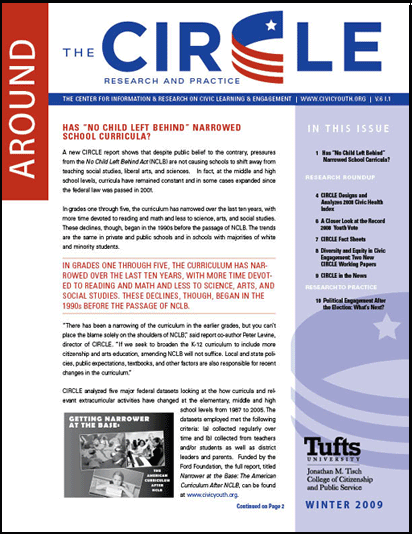 AROUND
THE CIRCLE
RESEARCH AND PRACTICE
THE CENTER FOR INFORMATION & RESEARCH ON CIVIC LEARNING & ENGAGEMENT | WWW.CIVICYOUTH.ORG | V.6 I.1
HAS "NO CHILD LEFT BEHIND" NARROWED
SCHOOL CURRICULA?
A new CIRCLE report shows that despite public belief to the contrary, pressures
from the No Child Left Behind Act (NCLB) are not causing schools to shift away from
teaching social studies, liberal arts, and sciences. In fact, at the middle and high
school levels, curricula have remained constant and in some cases expanded since
the federal law was passed in 2001.
In grades one through five, the curriculum has narrowed over the last ten years, with
more time devoted to reading and math and less to science, arts, and social studies.
These declines, though, began in the 1990s before the passage of NCLB. The trends
are the same in private and public schools and in schools with majorities of white
and minority students.
IN GRADES ONE THROUGH FIVE, THE CURRICULUM HAS NAR-
ROWED OVER THE LAST TEN YEARS, WITH MORE TIME DEVOT-
ED TO READING AND MATH AND LESS TO SCIENCE, ARTS, AND
SOCIAL STUDIES. THESE DECLINES, THOUGH, BEGAN IN THE
1990s BEFORE THE PASSAGE OF NCLB.
"There has been a narrowing of the curriculum in the earlier grades, but you can't
place the blame solely on the shoulders of NCLB," said report co-author Peter Levine,
director of CIRCLE. "If we seek to broaden the K-12 curriculum to include more
citizenship and arts education, amending NCLB will not suffice. Local and state poli-
cies, public expectations, textbooks, and other factors are also responsible for recent
changes in the curriculum."
CIRCLE analyzed five major federal datasets looking at the how curricula and rel-
evant extracurricular activities have changed at the elementary, middle and high
school levels from 1987 to 2005. The
datasets employed met the following
criteria: (a) collected regularly over
time and (b) collected from teachers
and/or students as well as district
leaders and parents. Funded by the
Ford Foundation, the full report, titled
Narrower at the Base: The American
Curriculum After NCLB, can be found
at www.civicyouth.org.
GETTING NARROWER
AT THE BASE:
THE
AMERICAN
CURRICULUM
AFTER
NCLB
Continued on Page 2
IN THIS ISSUE
1 Has "No Child Left Behind"
Narrowed School Curricula?
RESEARCH ROUNDUP
4 CIRCLE Designs and
Analyzes 2008 Civic Health
Index
6 A Closer Look at the Record
2008 Youth Vote
7 CIRCLE Fact Sheets
8 Diversity and Equity in Civic
Engagement: Two New
CIRCLE Working Papers
9 CIRCLE in the News
RESEARCH TO PRACTICE
10 Political Engagement After
the Election: What's Next?
Tufts
UNIVERSITY
Jonathan M. Tisch
College of Citizenship
and Public Service
WINTER 2009